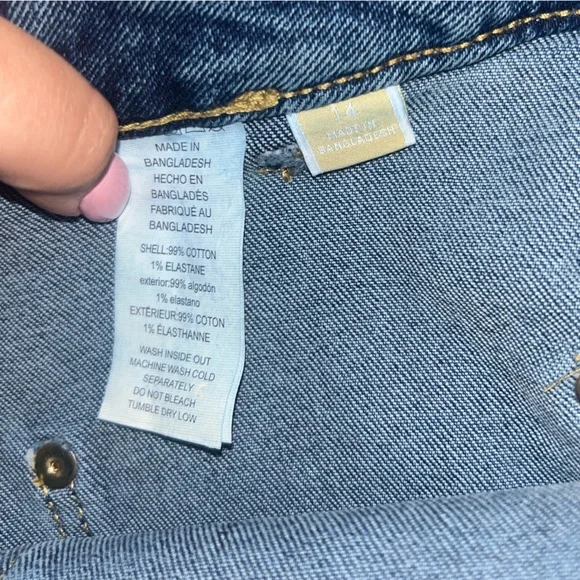 MADE IN
BANGLADESH
HECHO EN
BANGLADÉS
FABRIQUÉ AU
BANGLADESH
SHELL:99% COTTON
1% ELASTANE
exterior:99% algodón
1% elastano
EXTÉRIEUR:99% COTON
1% ÉLASTHANNE
WASH INSIDE OUT
MACHINE WASH COLD
SEPARATELY
DO NOT BLEACH
TUMBLE DRY LOW
14
MADE IN
BANGLADESH